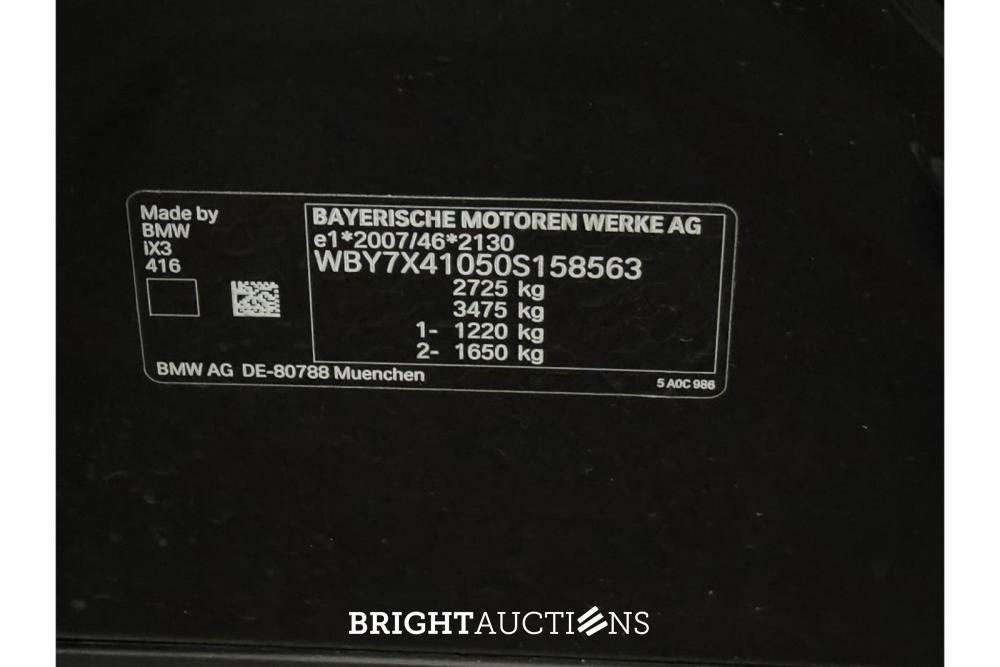 Made by
BMW
iX3
416
BAYERISCHE MOTOREN WERKE AG
e1*2007/46*2130
WBY7X41050S158563
2725 kg
3475 kg
1- 1220 kg
2- 1650 kg
BMW AG DE-80788 Muenchen
5 A0C 986
BRIGHTAUCTIONS